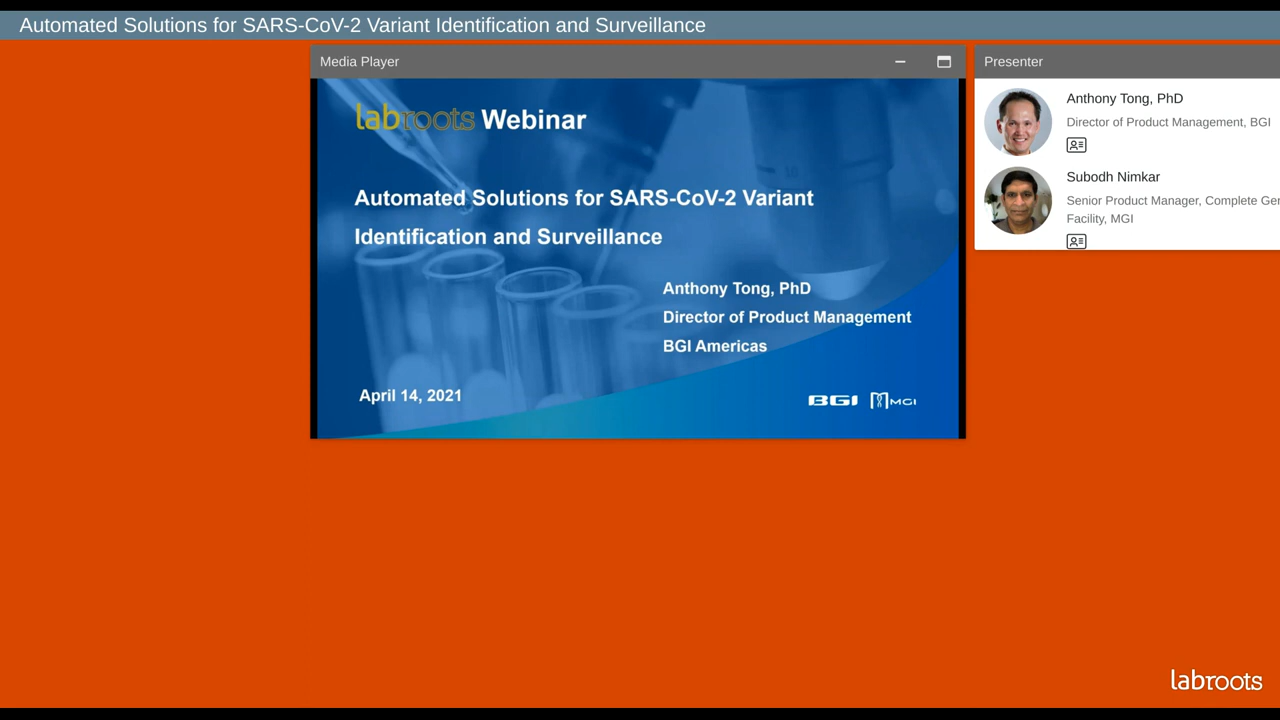 Automated Solutions for SARS-CoV-2 Variant Identification and Surveillance
Media Player
labroots Webinar
Automated Solutions for SARS-CoV-2 Variant
Identification and Surveillance
Anthony Tong, PhD
Director of Product Management
BGI Americas
April 14, 2021
BGI MGI
Presenter
Anthony Tong, PhD
Director of Product Management, BGI
Subodh Nimkar
Senior Product Manager, Complete
Facility, MGI
labroots